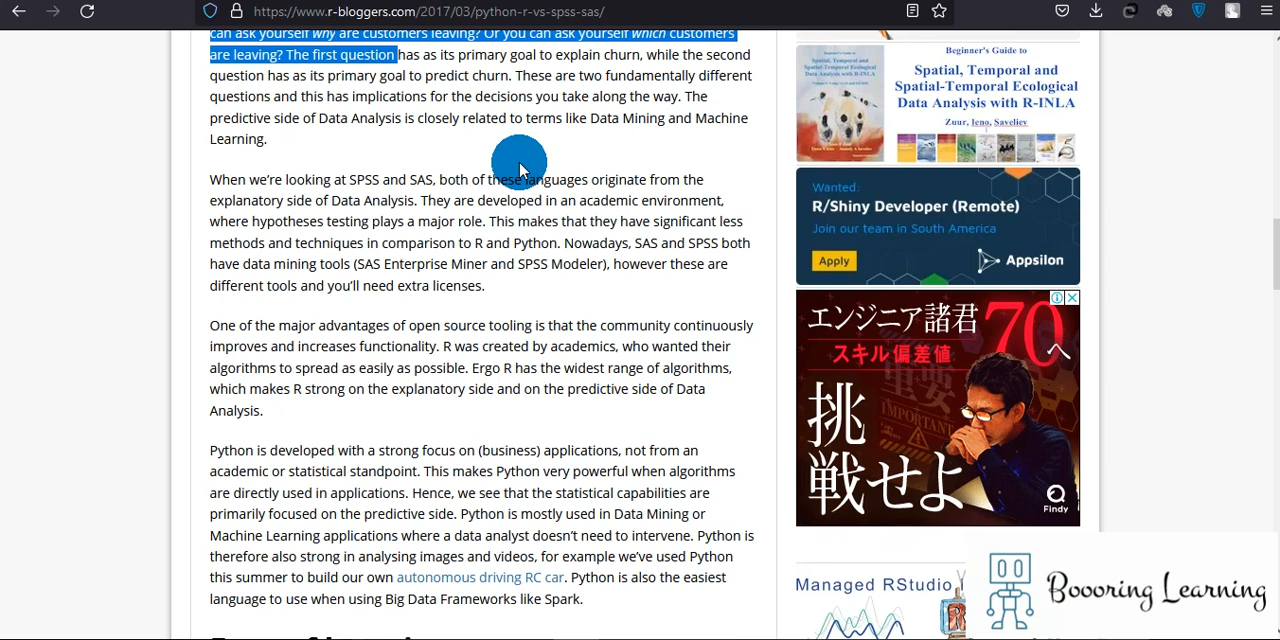 https://www.r-bloggers.com/2017/03/python-r-vs-spss-sas/
can ask yourself why are customers leaving? Or you can ask yourself which customers
are leaving? The first question has as its primary goal to explain churn, while the second
question has as its primary goal to predict churn. These are two fundamentally different
questions and this has implications for the decisions you take along the way. The
predictive side of Data Analysis is closely related to terms like Data Mining and Machine
Learning.
When we're looking at SPSS and SAS, both of these languages originate from the
explanatory side of Data Analysis. They are developed in an academic environment,
where hypotheses testing plays a major role. This makes that they have significant less
methods and techniques in comparison to R and Python. Nowadays, SAS and SPSS both
have data mining tools (SAS Enterprise Miner and SPSS Modeler), however these are
different tools and you'll need extra licenses.
One of the major advantages of open source tooling is that the community continuously
improves and increases functionality. R was created by academics, who wanted their
algorithms to spread as easily as possible. Ergo R has the widest range of algorithms,
which makes R strong on the explanatory side and on the predictive side of Data
Analysis.
Python is developed with a strong focus on (business) applications, not from an
academic or statistical standpoint. This makes Python very powerful when algorithms
are directly used in applications. Hence, we see that the statistical capabilities are
primarily focused on the predictive side. Python is mostly used in Data Mining or
Machine Learning applications where a data analyst doesn't need to intervene. Python is
therefore also strong in analysing images and videos, for example we've used Python
this summer to build our own autonomous driving RC car. Python is also the easiest
language to use when using Big Data Frameworks like Spark.
Beginner's Guide to
Spatial, Temporal and
Spatial-Temporal Ecological
Data Analysis with R-INLA
Zuur, Ieno, Saveliev
Wanted:
R/Shiny Developer (Remote)
Join our team in South America
Apply
Appsilon
エンジニア諸君
スキル偏差値
70へ
重要
IMPORTANT
挑戦せよ
Findy
Managed RStudio
Boooring Learning